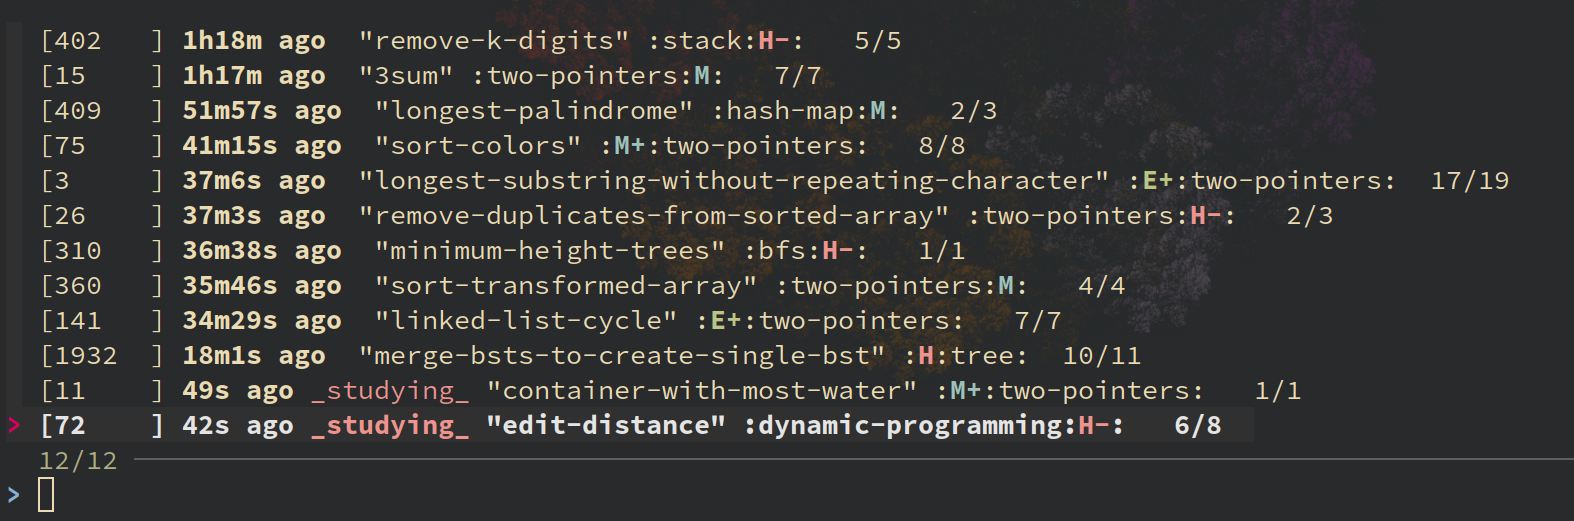 [402   ] 1h18m ago  "remove-k-digits" :stack:H-:   5/5
[15    ] 1h17m ago  "3sum" :two-pointers:M:   7/7
[409   ] 51m57s ago  "longest-palindrome" :hash-map:M:   2/3
[75    ] 41m15s ago  "sort-colors" :M+:two-pointers:   8/8
[3     ] 37m6s ago  "longest-substring-without-repeating-character" :E+:two-pointers:  17/19
[26    ] 37m3s ago  "remove-duplicates-from-sorted-array" :two-pointers:H-:   2/3
[310   ] 36m38s ago  "minimum-height-trees" :bfs:H-:   1/1
[360   ] 35m46s ago  "sort-transformed-array" :two-pointers:M:   4/4
[141   ] 34m29s ago  "linked-list-cycle" :E+:two-pointers:   7/7
[1932  ] 18m1s ago  "merge-bsts-to-create-single-bst" :H:tree:  10/11
[11    ] 49s ago _studying_ "container-with-most-water" :M+:two-pointers:   1/1
> [72    ] 42s ago _studying_ "edit-distance" :dynamic-programming:H-:   6/8
12/12
>